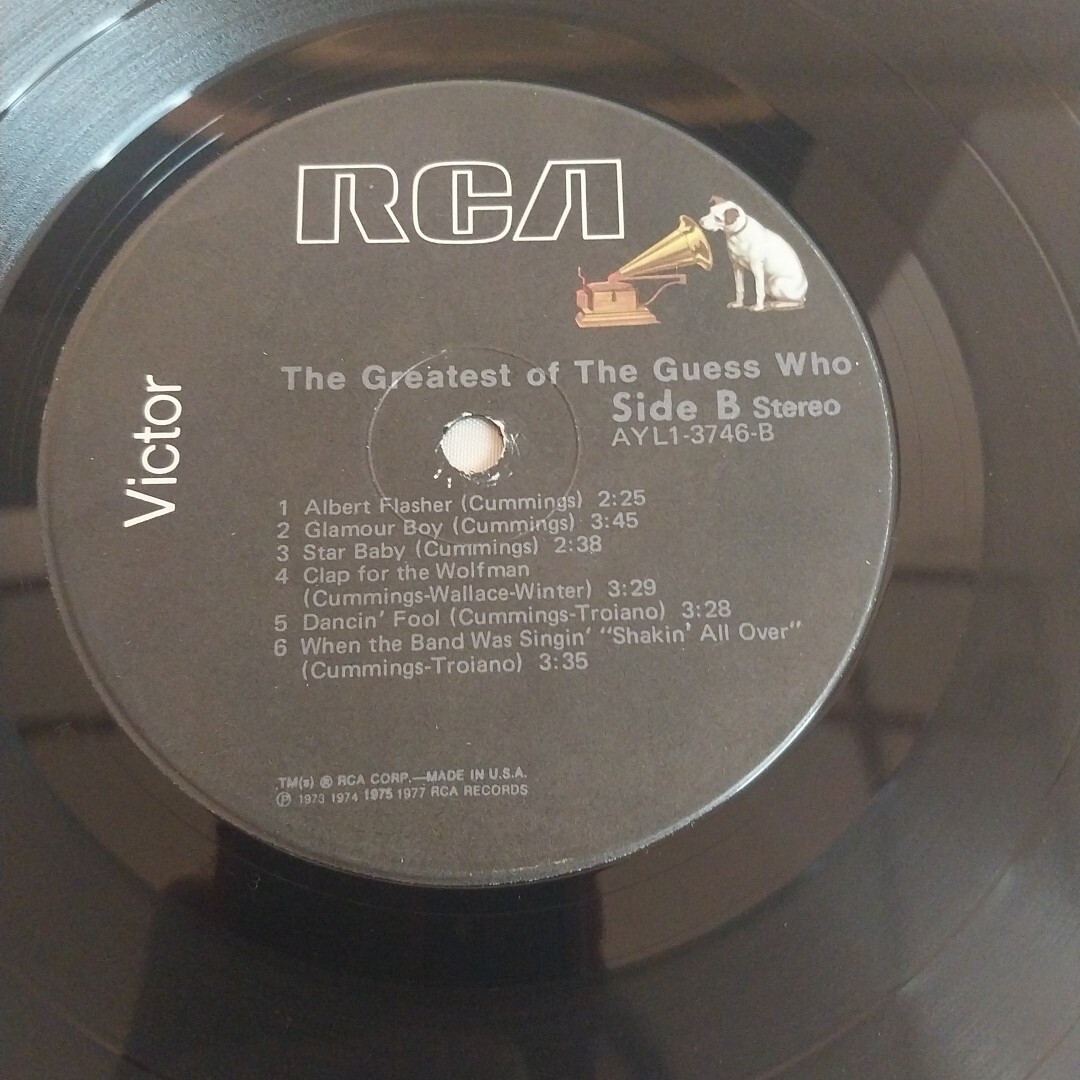 RCA
Victor
The Greatest of The Guess Who
Side B Stereo
AYL1-3746-B
1 Albert Flasher (Cummings) 2:25
2 Glamour Boy (Cummings) 3:45
3 Star Baby (Cummings) 2:38
4 Clap for the Wolfman
(Cummings-Wallace-Winter) 3:29
5 Dancin' Fool (Cummings-Troiano) 3:28
6 When the Band Was Singin' "Shakin' All Over"
(Cummings-Troiano) 3:35
TM(s) ® RCA CORP.—MADE IN U.S.A.
℗ 1973 1974 1975 1977 RCA RECORDS